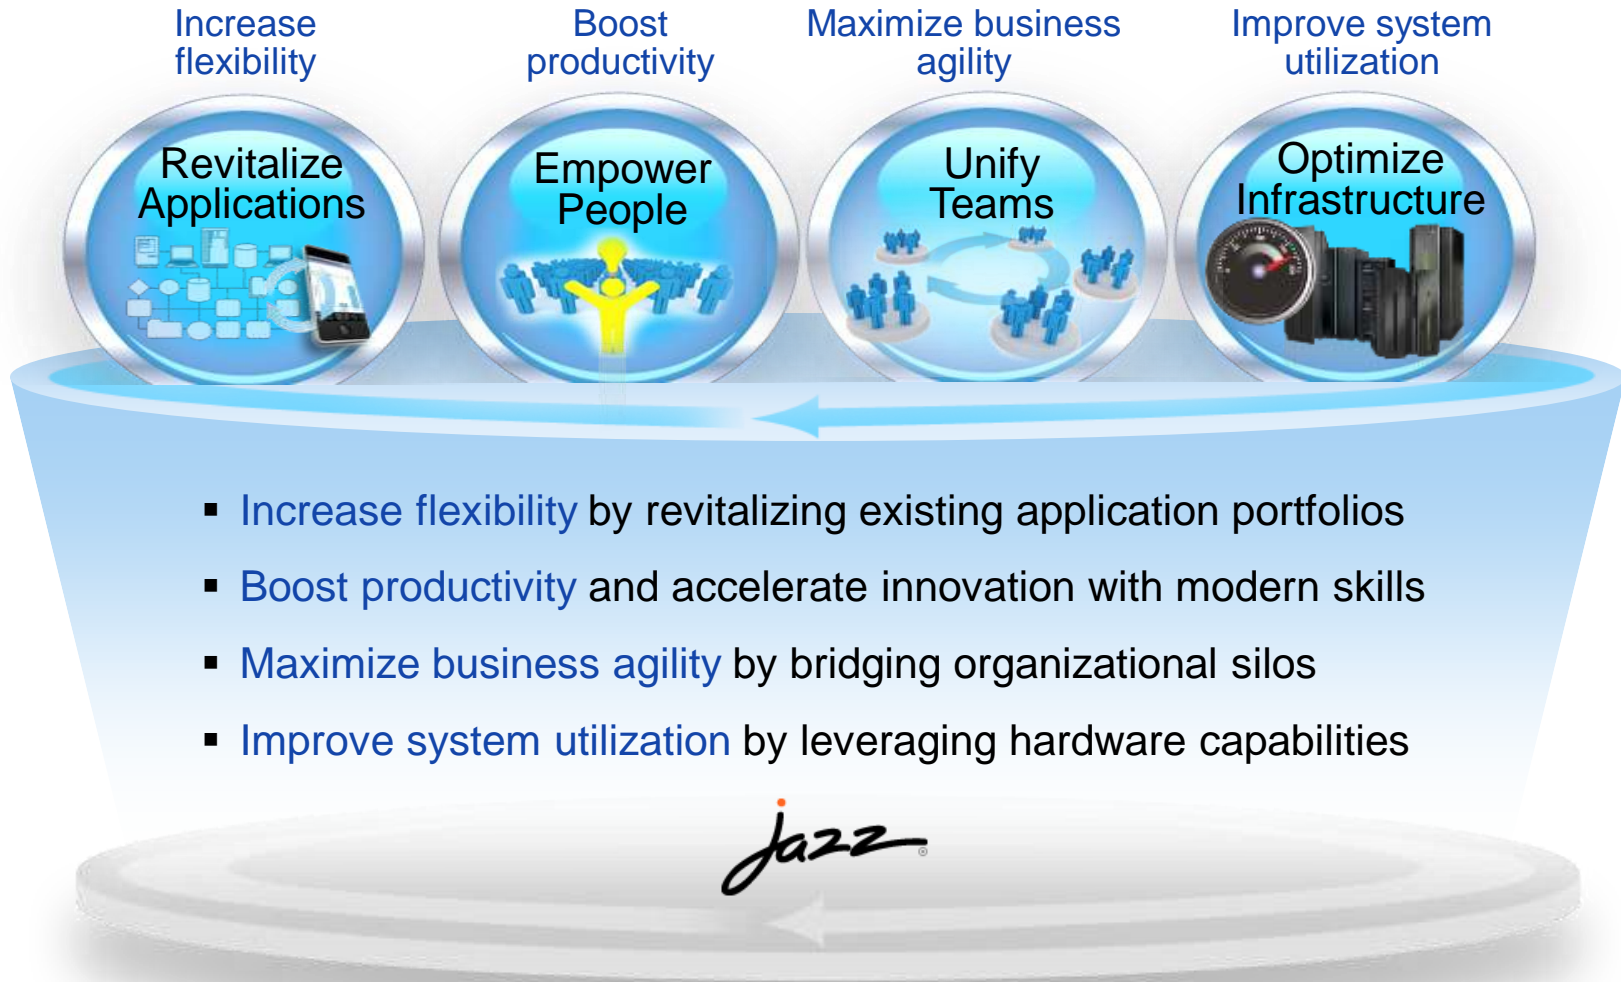 Increase
flexibility
Boost
productivity
Maximize business
agility
Improve system
utilization
Revitalize
Applications
Empower
People
Unify
Teams
Optimize
Infrastructure
▪ Increase flexibility by revitalizing existing application portfolios
▪ Boost productivity and accelerate innovation with modern skills
▪ Maximize business agility by bridging organizational silos
▪ Improve system utilization by leveraging hardware capabilities
jazz®